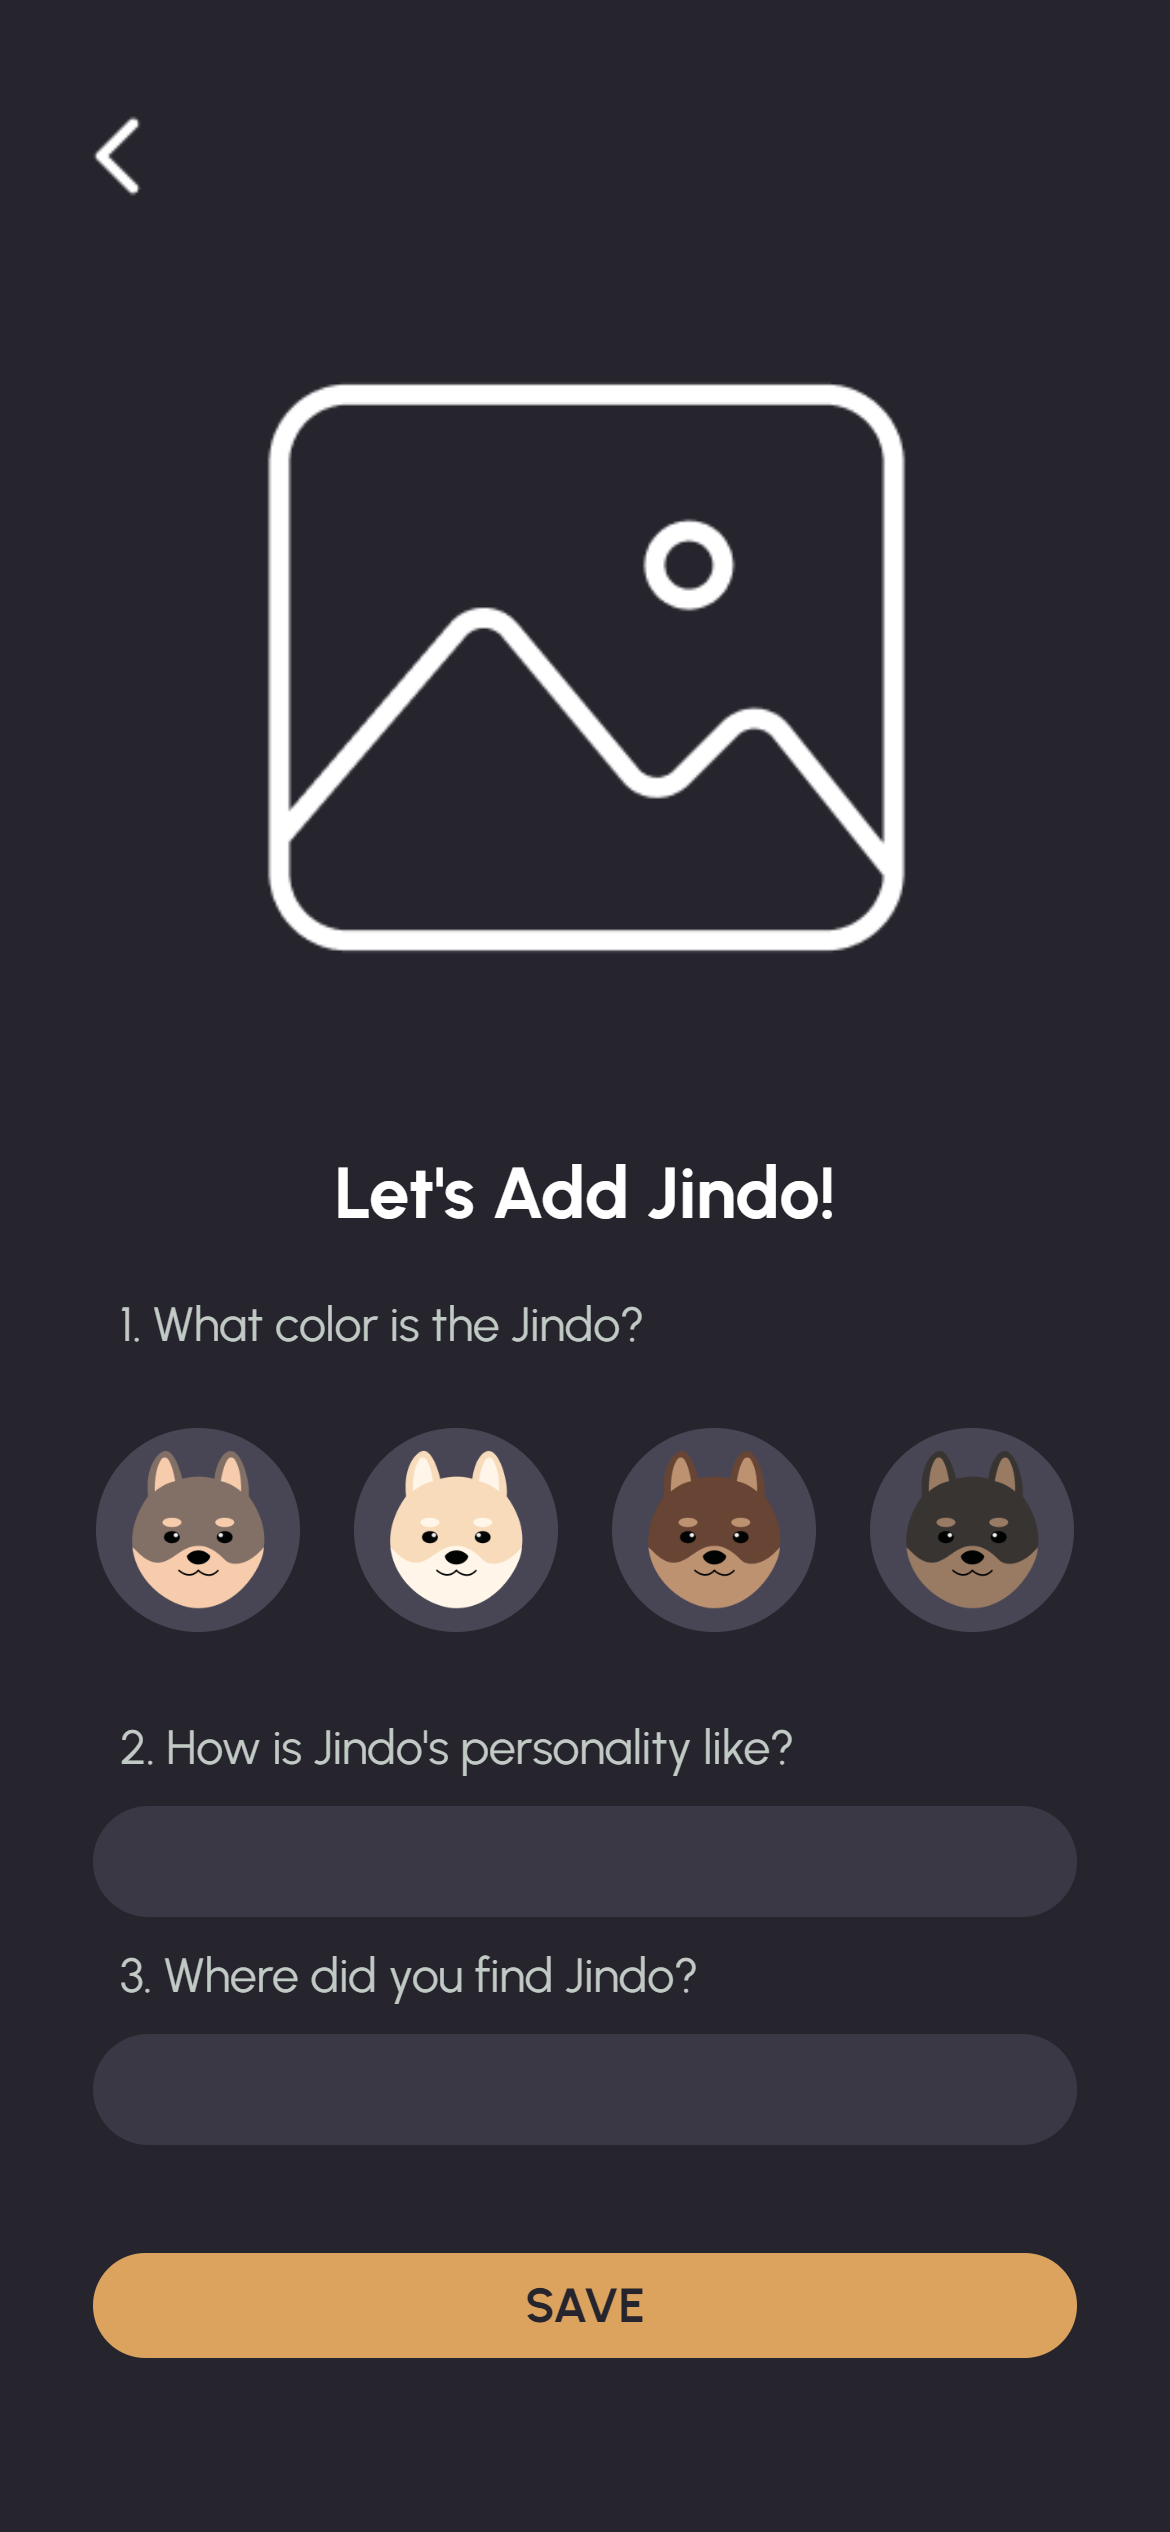 Let's Add Jindo!
1. What color is the Jindo?
2. How is Jindo's personality like?
3. Where did you find Jindo?
SAVE